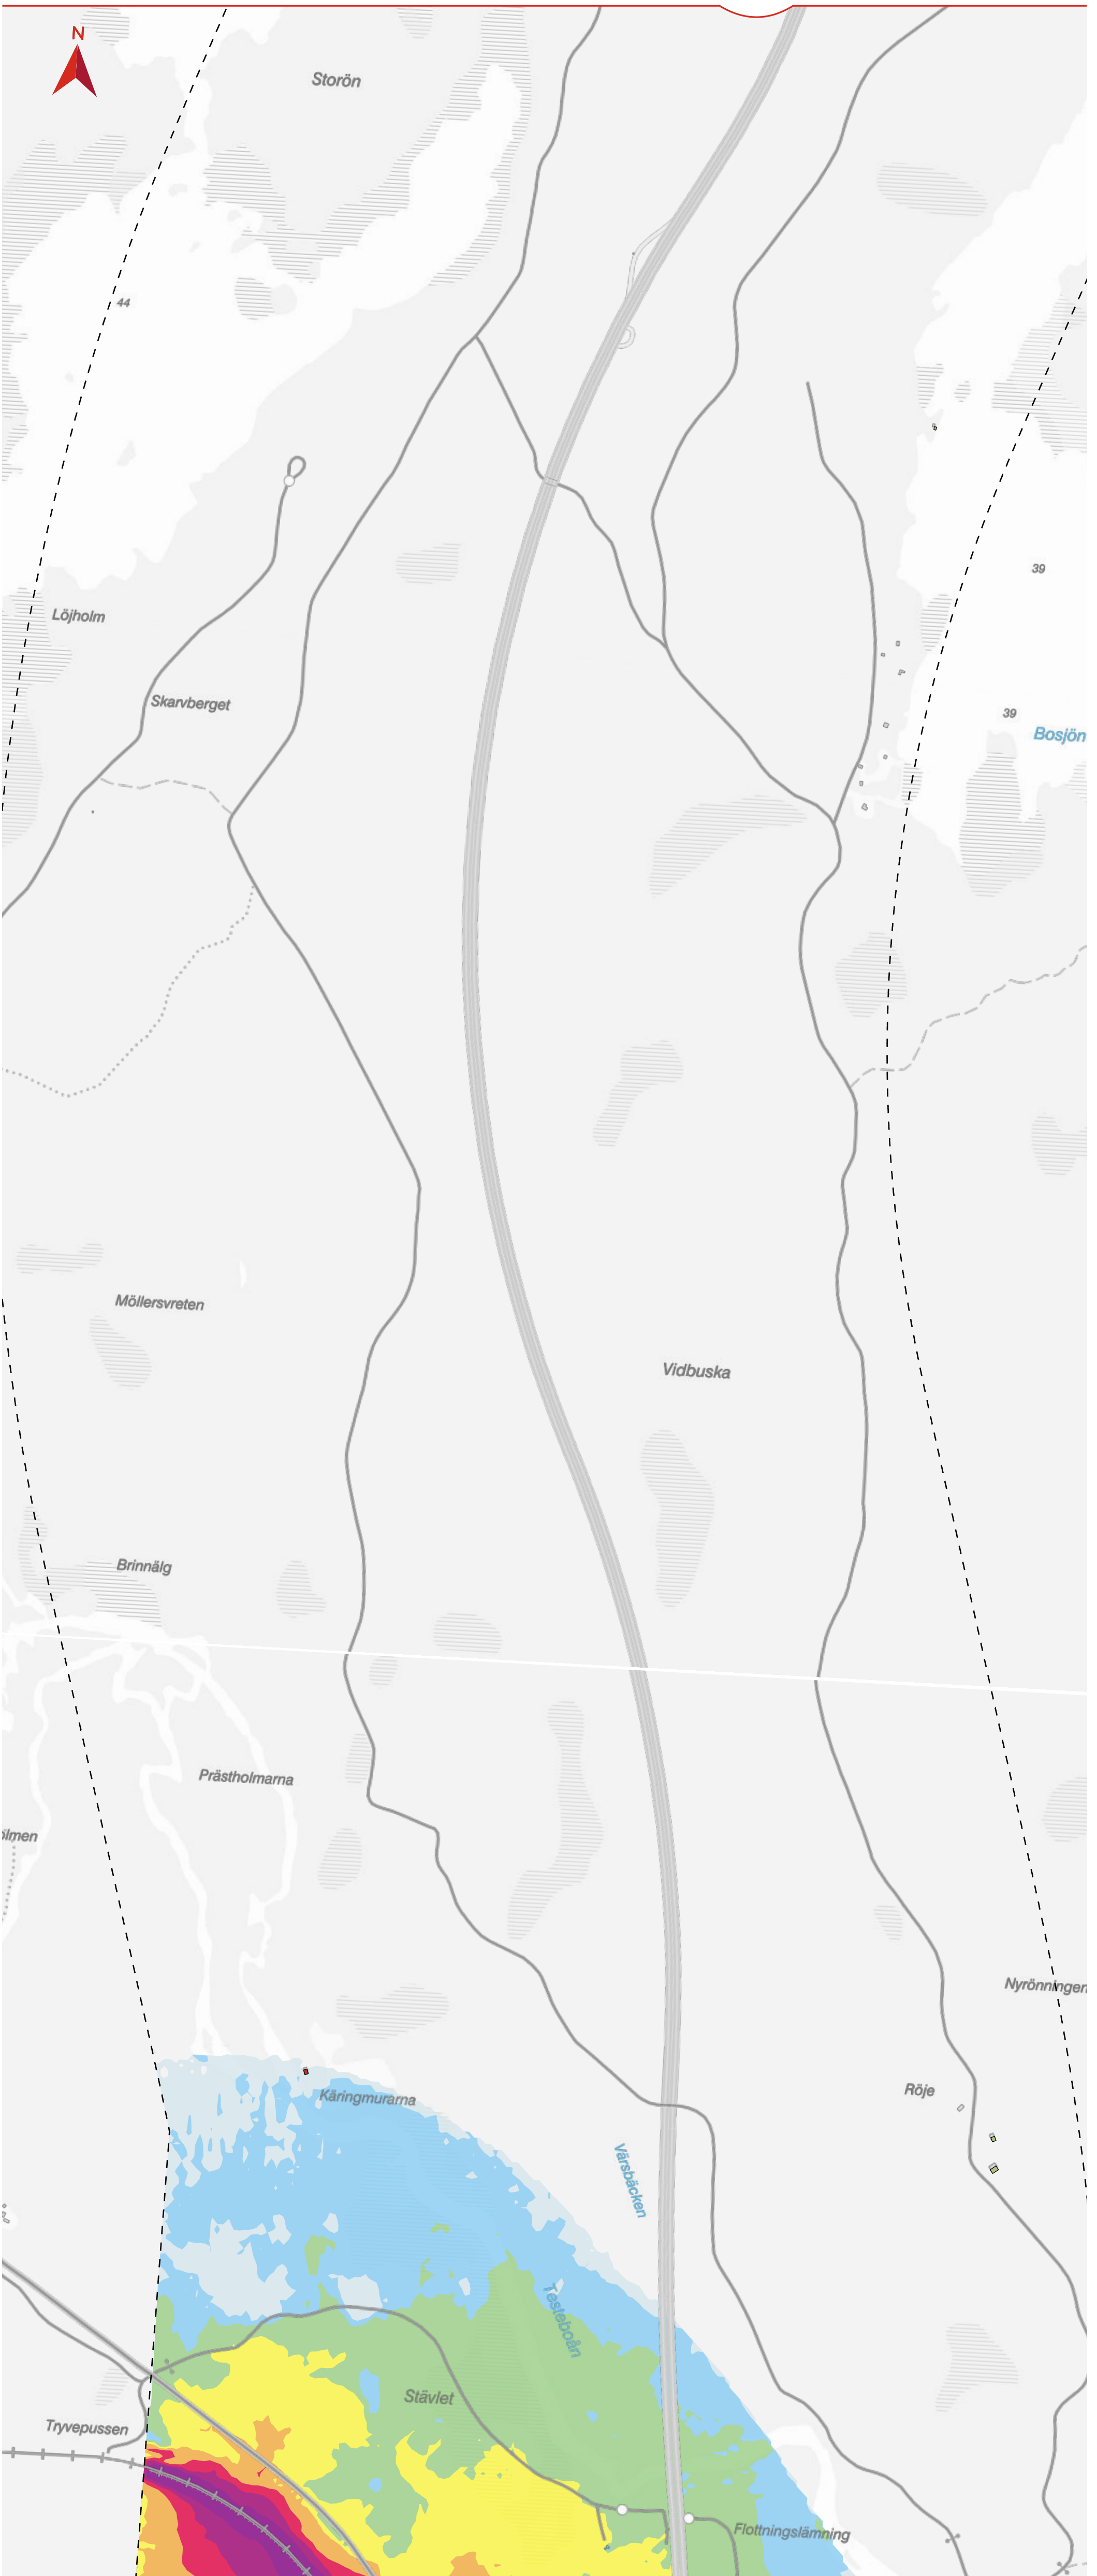 N
Storön
44
39
Löjholm
Skarvberget
39
Bosjön
Möllersvreten
Vidbuska
Brinnälg
Prästholmarna
ölmen
Nyrönningen
Röje
Käringmurarna
Värsbäcken
Testeboån
Stävlet
Tryvepussen
Flottningslämning